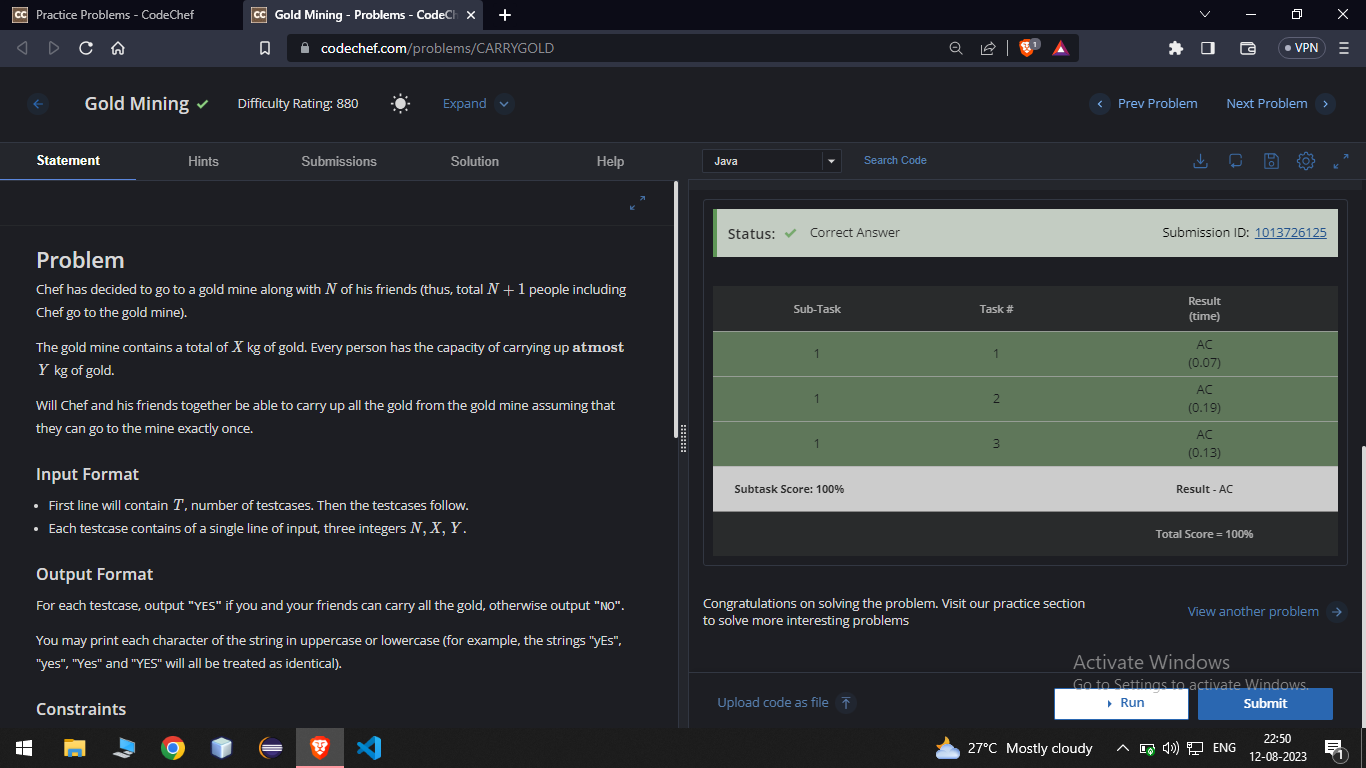 Practice Problems - CodeChef
Gold Mining - Problems - CodeCh
codechef.com/problems/CARRYGOLD
1
VPN
Gold Mining
Difficulty Rating: 880
Expand
Prev Problem
Next Problem
Statement
Hints
Submissions
Solution
Help
Java
Search Code
Problem
Chef has decided to go to a gold mine along with N of his friends (thus, total N + 1 people including
Chef go to the gold mine).
The gold mine contains a total of X kg of gold. Every person has the capacity of carrying up atmost
Y kg of gold.
Will Chef and his friends together be able to carry up all the gold from the gold mine assuming that
they can go to the mine exactly once.
Input Format
• First line will contain T, number of testcases. Then the testcases follow.
• Each testcase contains of a single line of input, three integers N, X, Y.
Output Format
For each testcase, output "YES" if you and your friends can carry all the gold, otherwise output "NO".
You may print each character of the string in uppercase or lowercase (for example, the strings "yEs",
"yes", "Yes" and "YES" will all be treated as identical).
Constraints
Status: Correct Answer
Submission ID: 1013726125
Sub-Task Task # Result
(time)
1 1 AC
(0.07)
1 2 AC
(0.19)
1 3 AC
(0.13)
Subtask Score: 100% Result - AC
Total Score = 100%
Congratulations on solving the problem. Visit our practice section
to solve more interesting problems
View another problem
Activate Windows
Go to Settings to activate Windows.
Upload code as file
Run
Submit
27°C Mostly cloudy
ENG
22:50
12-08-2023
1